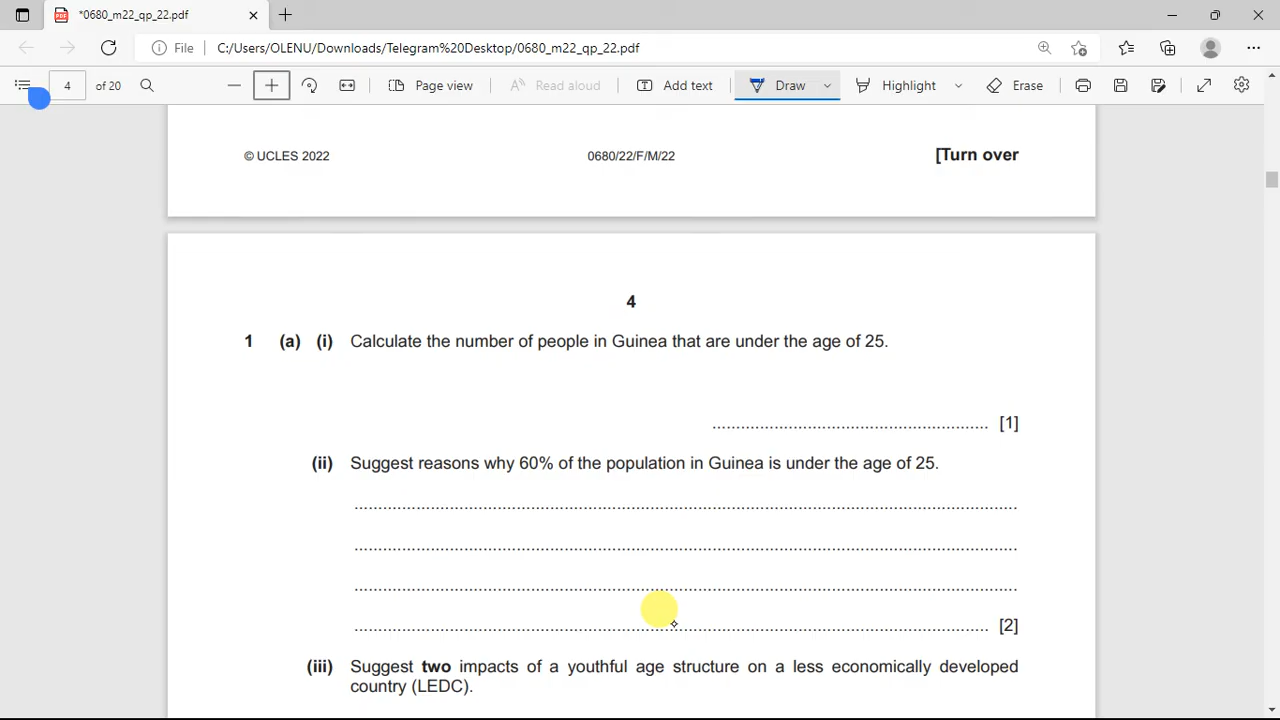 *0680_m22_qp_22.pdf
File C:/Users/OLENU/Downloads/Telegram%20Desktop/0680_m22_qp_22.pdf
4 of 20 Page view Read aloud Add text Draw Highlight Erase
© UCLES 2022 0680/22/F/M/22 [Turn over
4
1 (a) (i) Calculate the number of people in Guinea that are under the age of 25.
...................................................... [1]
(ii) Suggest reasons why 60% of the population in Guinea is under the age of 25.
..........................................................................................................................
..........................................................................................................................
..........................................................................................................................
.................................................................................................................... [2]
(iii) Suggest two impacts of a youthful age structure on a less economically developed
country (LEDC).